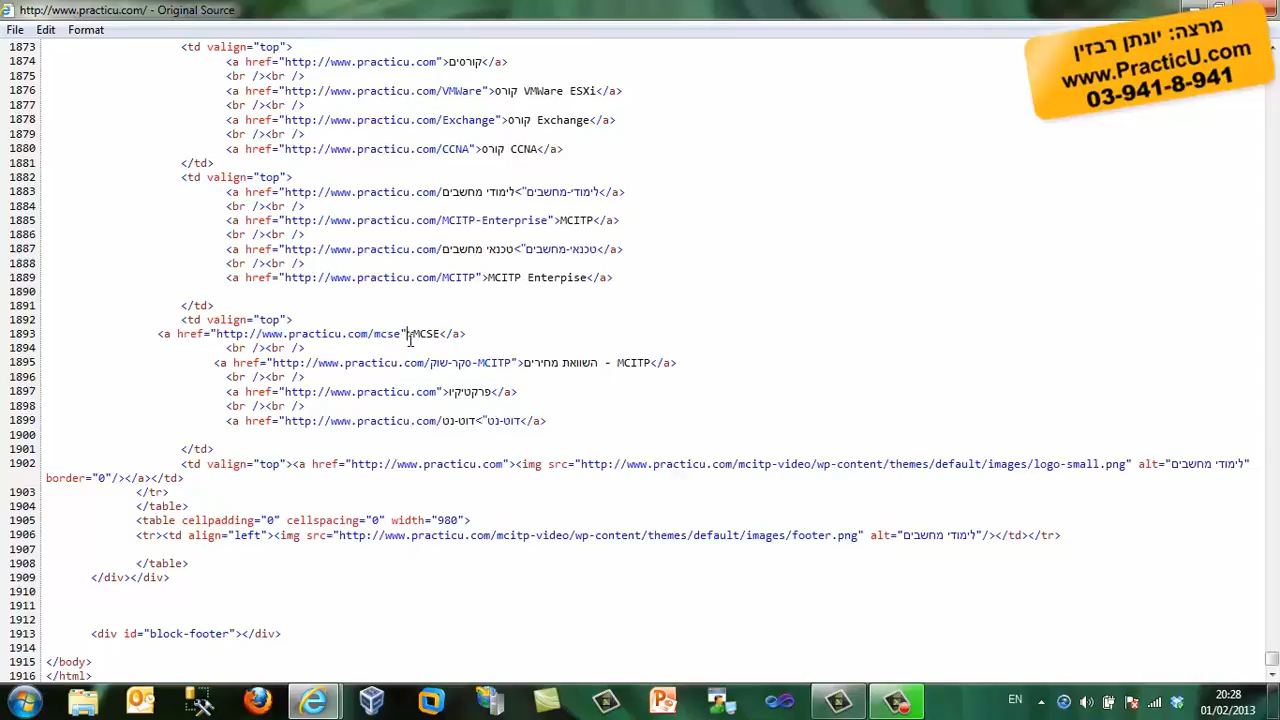 http://www.practicu.com/ - Original Source
File Edit Format
מרצה: יונתן רבזין
www.PracticU.com
03-941-8-941
1873 <td valign="top">
1874 <a href="http://www.practicu.com">קורסים</a>
1875 <br /><br />
1876 <a href="http://www.practicu.com/VMWare">קורס VMWare ESXi</a>
1877 <br /><br />
1878 <a href="http://www.practicu.com/Exchange">קורס Exchange</a>
1879 <br /><br />
1880 <a href="http://www.practicu.com/CCNA">קורס CCNA</a>
1881 </td>
1882 <td valign="top">
1883 <a href="http://www.practicu.com/לימודי-מחשבים">לימודי מחשבים</a>
1884 <br /><br />
1885 <a href="http://www.practicu.com/MCITP-Enterprise">MCITP</a>
1886 <br /><br />
1887 <a href="http://www.practicu.com/טכנאי-מחשבים">טכנאי מחשבים</a>
1888 <br /><br />
1889 <a href="http://www.practicu.com/MCITP">MCITP Enterpise</a>
1890
1891 </td>
1892 <td valign="top">
1893 <a href="http://www.practicu.com/mcse">MCSE</a>
1894 <br /><br />
1895 <a href="http://www.practicu.com/סקר-שוק-MCITP">השוואת מחירים - MCITP</a>
1896 <br /><br />
1897 <a href="http://www.practicu.com">פרקטיקיו</a>
1898 <br /><br />
1899 <a href="http://www.practicu.com/דוט-נט">דוט-נט</a>
1900
1901 </td>
1902 <td valign="top"><a href="http://www.practicu.com"><img src="http://www.practicu.com/mcitp-video/wp-content/themes/default/images/logo-small.png" alt="לימודי מחשבים"
border="0"/></a></td>
1903 </tr>
1904 </table>
1905 <table cellpadding="0" cellspacing="0" width="980">
1906 <tr><td align="left"><img src="http://www.practicu.com/mcitp-video/wp-content/themes/default/images/footer.png" alt="לימודי מחשבים"/></td></tr>
1907
1908 </table>
1909 </div></div>
1910
1911
1912
1913 <div id="block-footer"></div>
1914
1915 </body>
1916 </html>
EN
20:28
01/02/2013